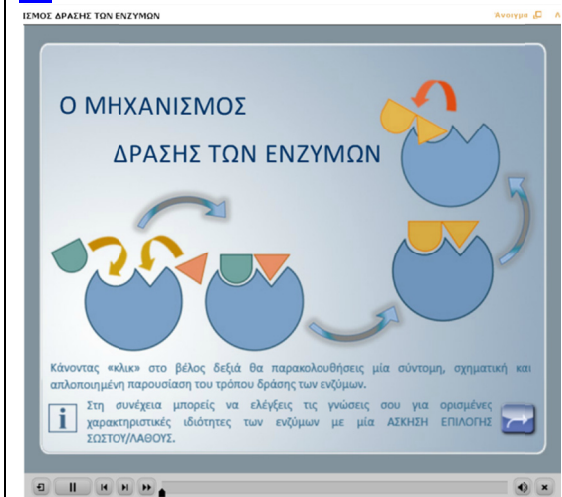 ΙΣΜΟΣ ΔΡΑΣΗΣ ΤΩΝ ΕΝΖΥΜΩΝ
Άνοιγμα
Ο ΜΗΧΑΝΙΣΜΟΣ
ΔΡΑΣΗΣ ΤΩΝ ΕΝΖΥΜΩΝ
Κάνοντας «κλικ» στο βέλος δεξιά θα παρακολουθήσεις μία σύντομη, σχηματική και
απλοποιημένη παρουσίαση του τρόπου δράσης των ενζύμων.
i Στη συνέχεια μπορείς να ελέγξεις τις γνώσεις σου για ορισμένες
χαρακτηριστικές ιδιότητες των ενζύμων με μία ΑΣΚΗΣΗ ΕΠΙΛΟΓΗΣ
ΣΩΣΤΟΥ/ΛΑΘΟΥΣ.